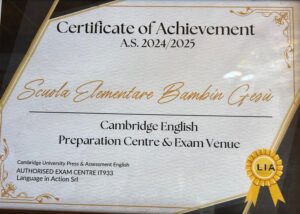 Certificate of Achievement
A.S. 2024/2025
Scuola Elementare Bambin Gesù
Cambridge English
Preparation Centre & Exam Venue
Cambridge University Press & Assessment English
AUTHORISED EXAM CENTRE IT933
Language in Action Srl
LIA